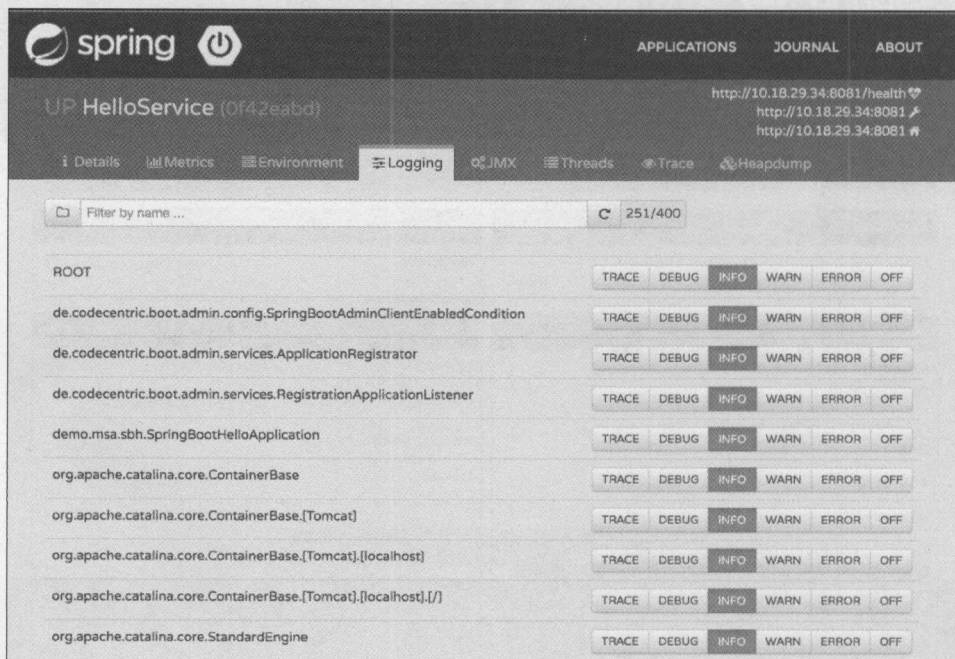 spring APPLICATIONS JOURNAL ABOUT
UP HelloService (0f42eabd)
http://10.18.29.34:8081/health
http://10.18.29.34:8081
http://10.18.29.34:8081
Details Metrics Environment Logging JMX Threads Trace Heapdump
Filter by name ... 251/400
ROOT TRACE DEBUG INFO WARN ERROR OFF
de.codecentric.boot.admin.config.SpringBootAdminClientEnabledCondition TRACE DEBUG INFO WARN ERROR OFF
de.codecentric.boot.admin.services.ApplicationRegistrator TRACE DEBUG INFO WARN ERROR OFF
de.codecentric.boot.admin.services.RegistrationApplicationListener TRACE DEBUG INFO WARN ERROR OFF
demo.msa.sbh.SpringBootHelloApplication TRACE DEBUG INFO WARN ERROR OFF
org.apache.catalina.core.ContainerBase TRACE DEBUG INFO WARN ERROR OFF
org.apache.catalina.core.ContainerBase.[Tomcat] TRACE DEBUG INFO WARN ERROR OFF
org.apache.catalina.core.ContainerBase.[Tomcat].[localhost] TRACE DEBUG INFO WARN ERROR OFF
org.apache.catalina.core.ContainerBase.[Tomcat].[localhost].[/] TRACE DEBUG INFO WARN ERROR OFF
org.apache.catalina.core.StandardEngine TRACE DEBUG INFO WARN ERROR OFF